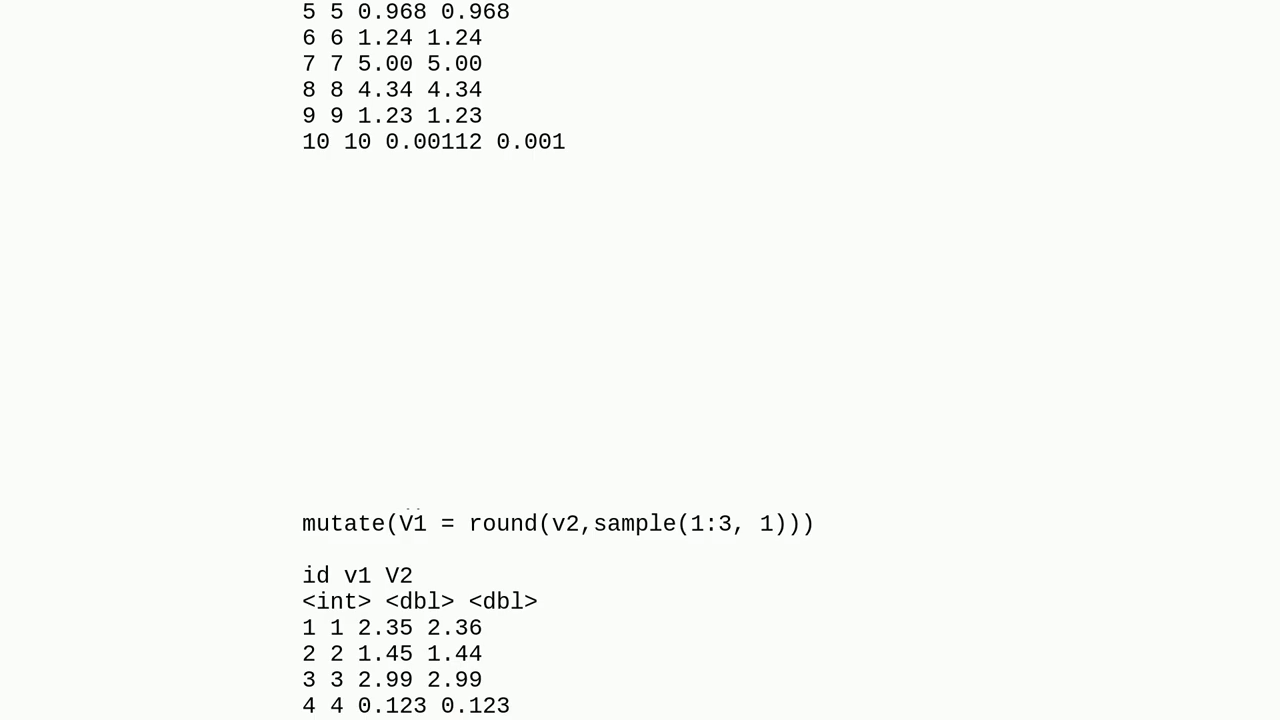 5 5 0.968 0.968
6 6 1.24 1.24
7 7 5.00 5.00
8 8 4.34 4.34
9 9 1.23 1.23
10 10 0.00112 0.001
mutate(V1 = round(v2,sample(1:3, 1)))
id v1 V2
<int> <dbl> <dbl>
1 1 2.35 2.36
2 2 1.45 1.44
3 3 2.99 2.99
4 4 0.123 0.123